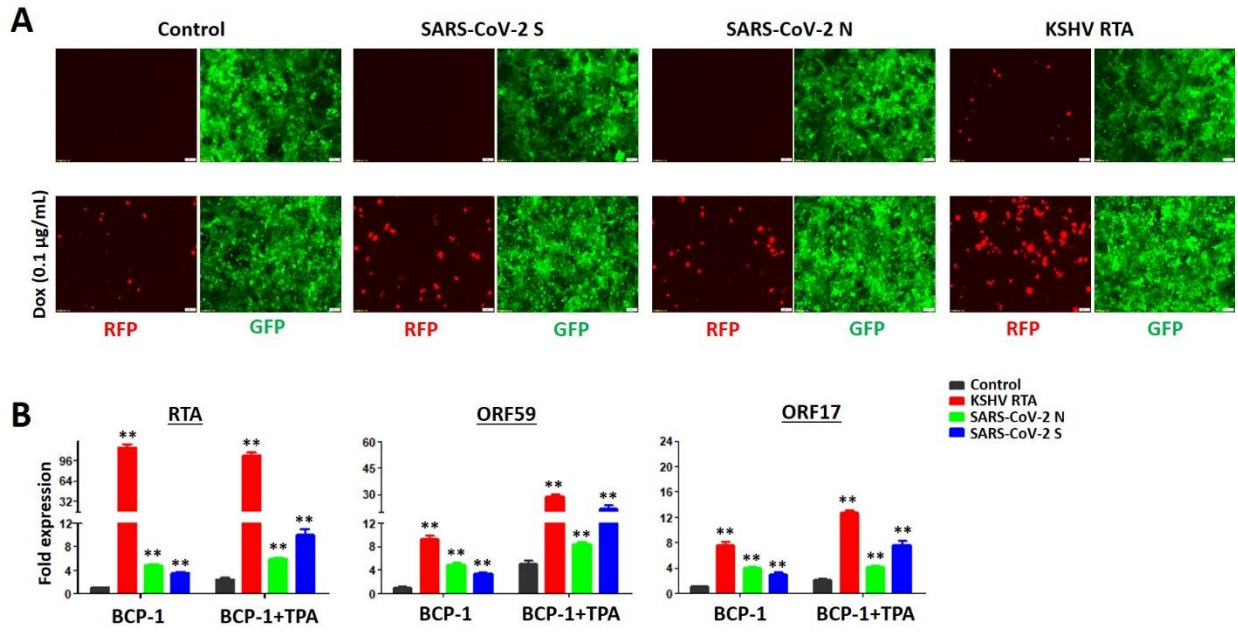 A
Control
SARS-CoV-2 S
SARS-CoV-2 N
KSHV RTA
Dox (0.1 µg/mL)
RFP
GFP
RFP
GFP
RFP
GFP
RFP
GFP
B
RTA
ORF59
ORF17
Control
KSHV RTA
SARS-CoV-2 N
SARS-CoV-2 S
Fold expression
96
64
32
12
8
4
0
**
**
**
**
**
**
BCP-1
BCP-1+TPA
60
45
30
12
8
4
0
**
**
**
**
**
**
BCP-1
BCP-1+TPA
24
20
16
12
8
4
0
**
**
**
**
**
**
BCP-1
BCP-1+TPA